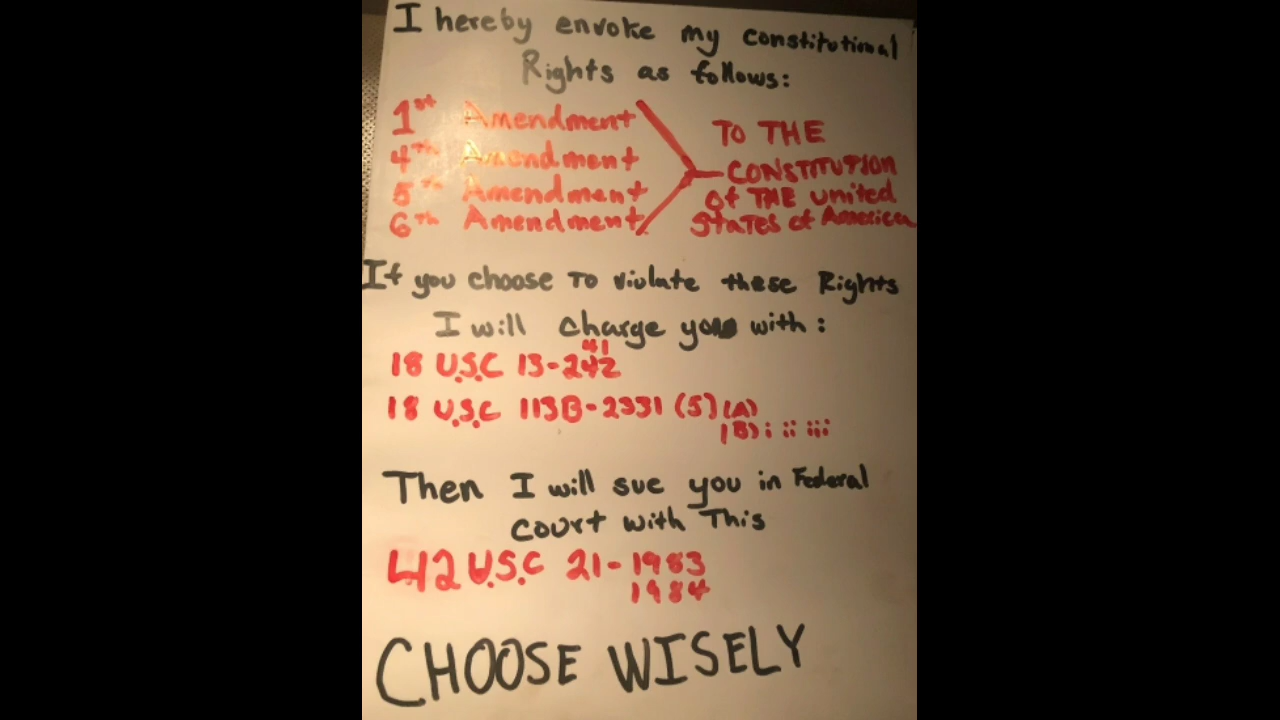 I hereby envoke my constitutional
Rights as follows:
1st Amendment
4th Amendment
5th Amendment
6th Amendment
TO THE
CONSTITUTION
of THE united
STATES of America
If you choose TO violate these Rights
I will charge you with:
41
18 U.S.C 13-242
18 U.S.C 113B-2331 (5)(A)
(B) i ii iii
Then I will sue you in Federal
court with This
42 U.S.C 21-1983
1984
CHOOSE WISELY